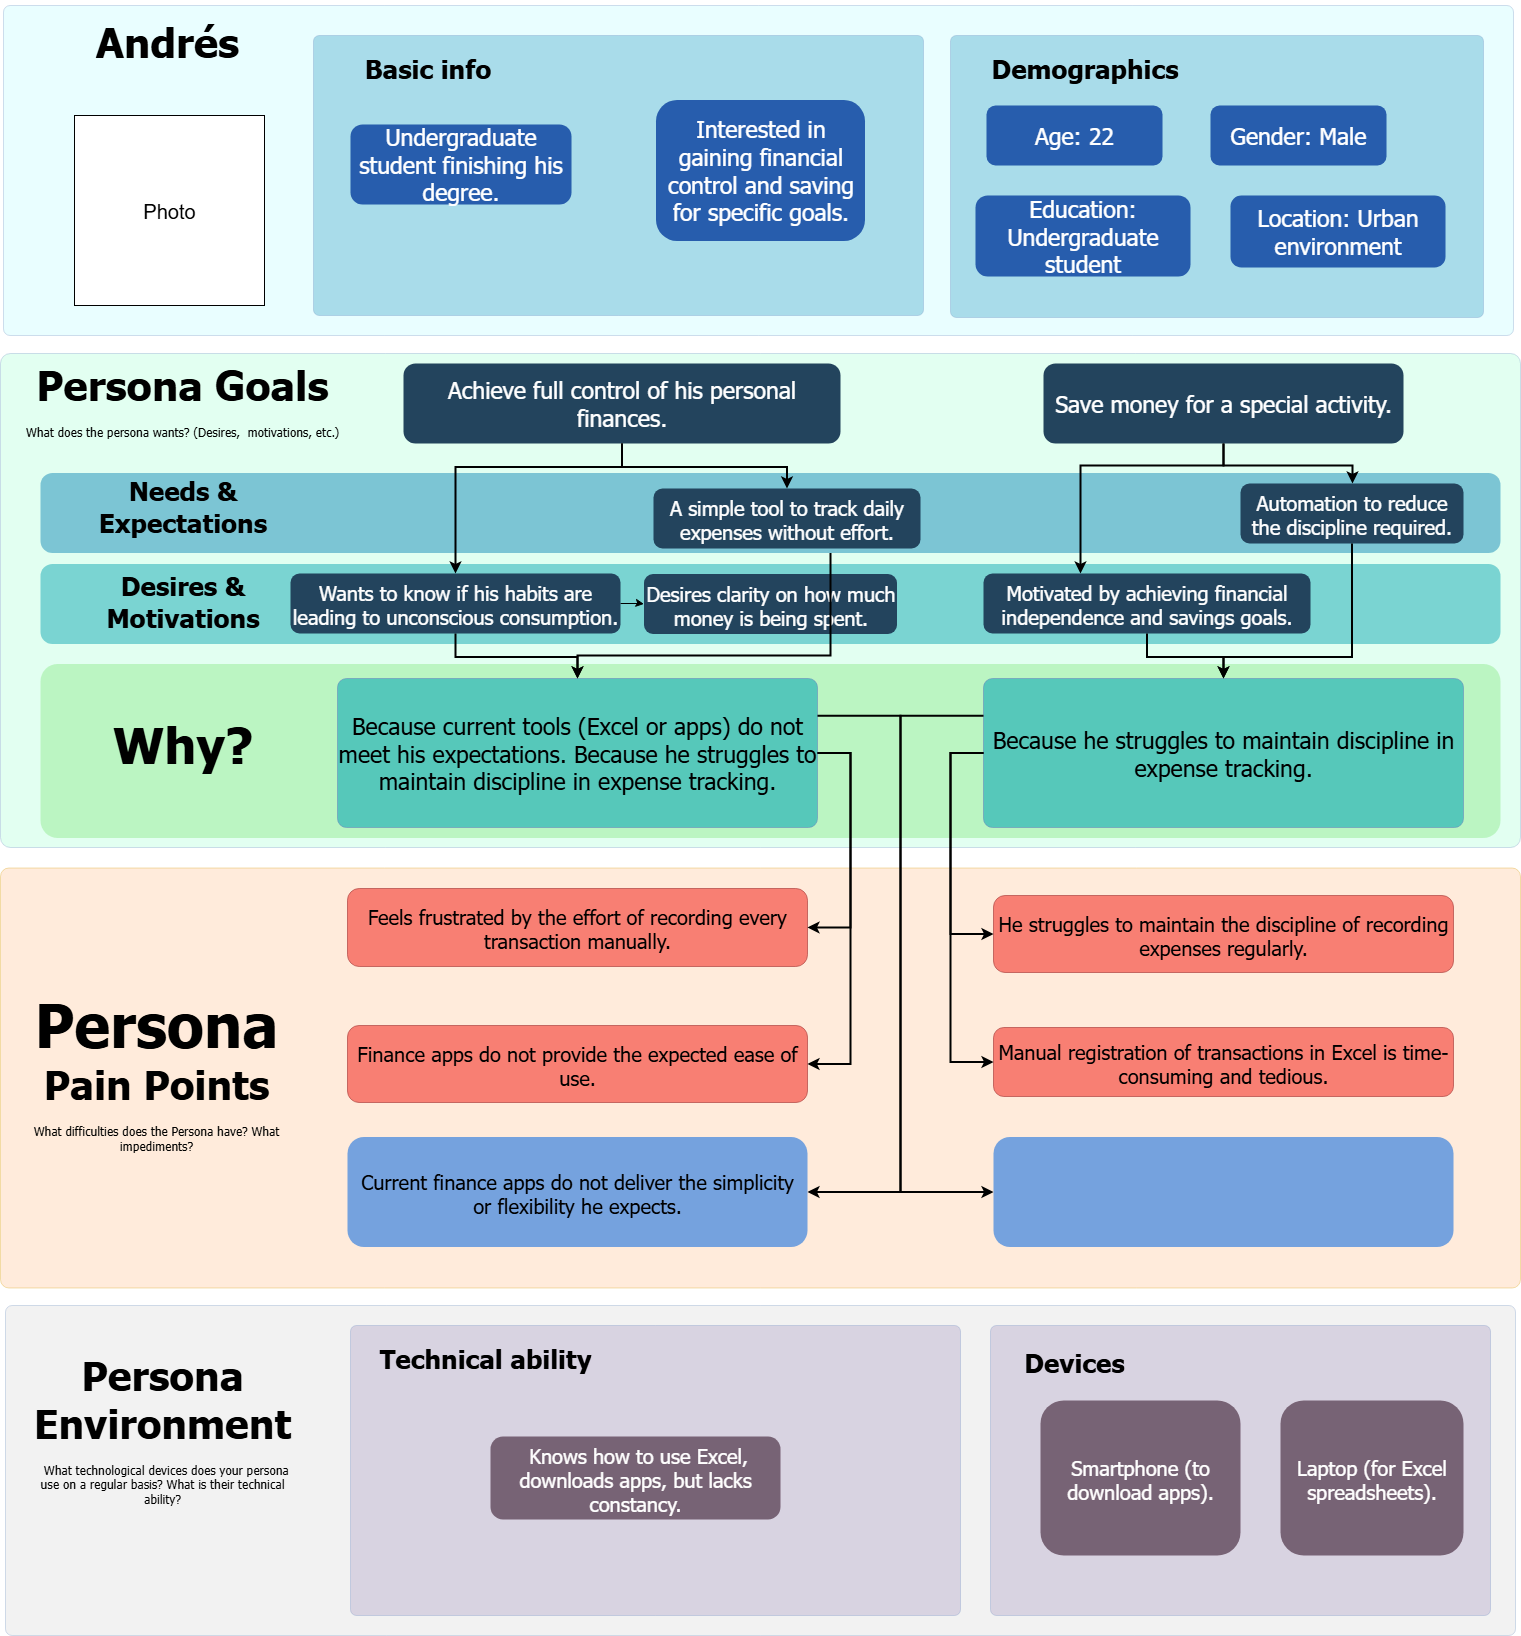 Andrés
Photo
Basic info
Undergraduate
student finishing his
degree.
Interested in
gaining financial
control and saving
for specific goals.
Demographics
Age: 22
Gender: Male
Education:
Undergraduate
student
Location: Urban
environment
Persona Goals
What does the persona wants? (Desires, motivations, etc.)
Achieve full control of his personal
finances.
Save money for a special activity.
Needs &
Expectations
A simple tool to track daily
expenses without effort.
Automation to reduce
the discipline required.
Desires &
Motivations
Wants to know if his habits are
leading to unconscious consumption.
Desires clarity on how much
money is being spent.
Motivated by achieving financial
independence and savings goals.
Why?
Because current tools (Excel or apps) do not
meet his expectations. Because he struggles to
maintain discipline in expense tracking.
Because he struggles to maintain discipline in
expense tracking.
Persona
Pain Points
What difficulties does the Persona have? What
impediments?
Feels frustrated by the effort of recording every
transaction manually.
He struggles to maintain the discipline of recording
expenses regularly.
Finance apps do not provide the expected ease of
use.
Manual registration of transactions in Excel is time-
consuming and tedious.
Current finance apps do not deliver the simplicity
or flexibility he expects.
Persona
Environment
What technological devices does your persona
use on a regular basis? What is their technical
ability?
Technical ability
Knows how to use Excel,
downloads apps, but lacks
constancy.
Devices
Smartphone (to
download apps).
Laptop (for Excel
spreadsheets).